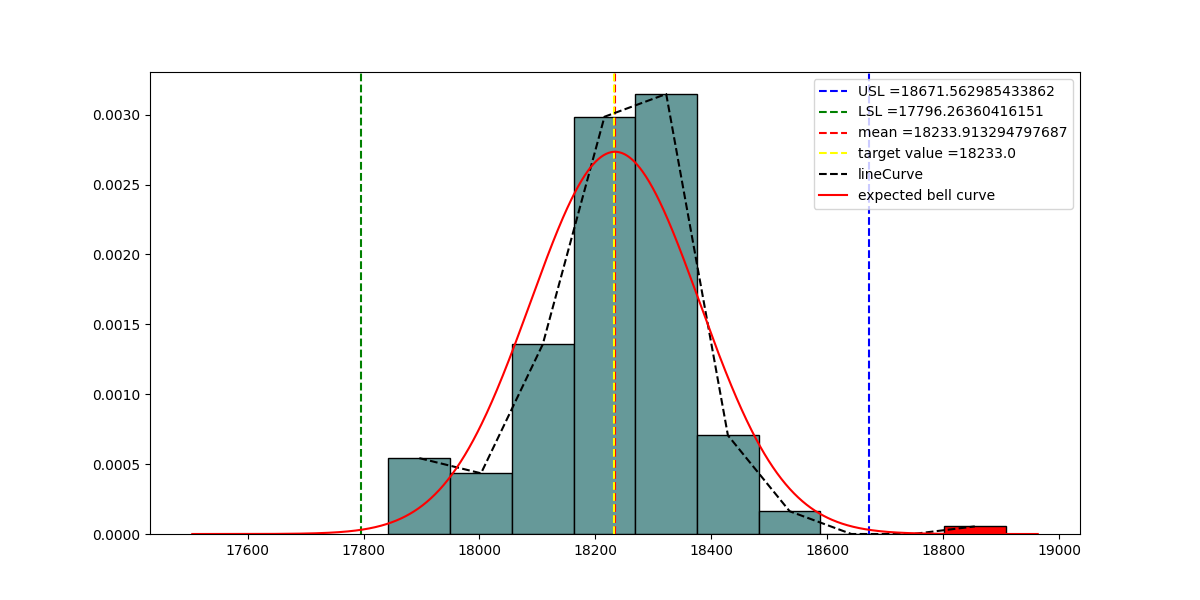 USL =18671.562985433862
LSL =17796.26360416151
mean =18233.913294797687
target value =18233.0
lineCurve
expected bell curve
0.0030
0.0025
0.0020
0.0015
0.0010
0.0005
0.0000
17600 17800 18000 18200 18400 18600 18800 19000